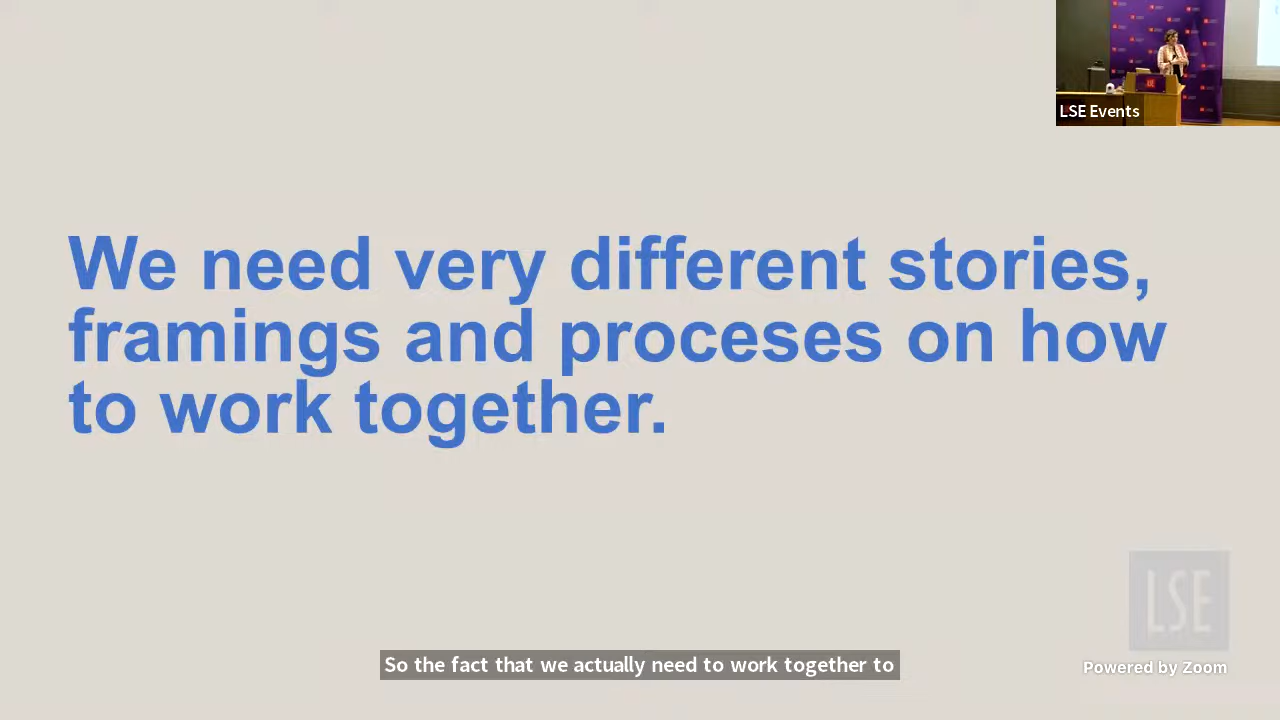 LSE Events
We need very different stories,
framings and proceses on how
to work together.
LSE
So the fact that we actually need to work together to
Powered by Zoom